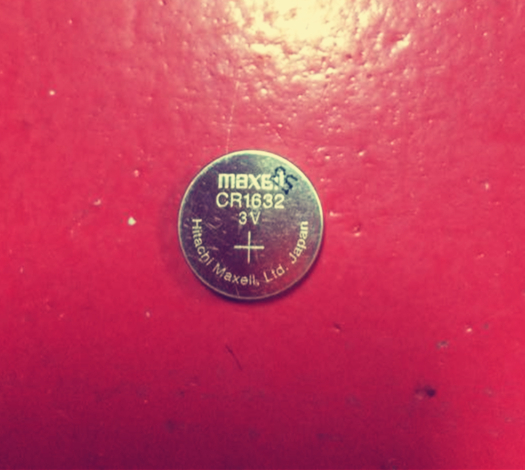 maxell
CR1632
3V
+
Hitachi Maxell, Ltd. Japan